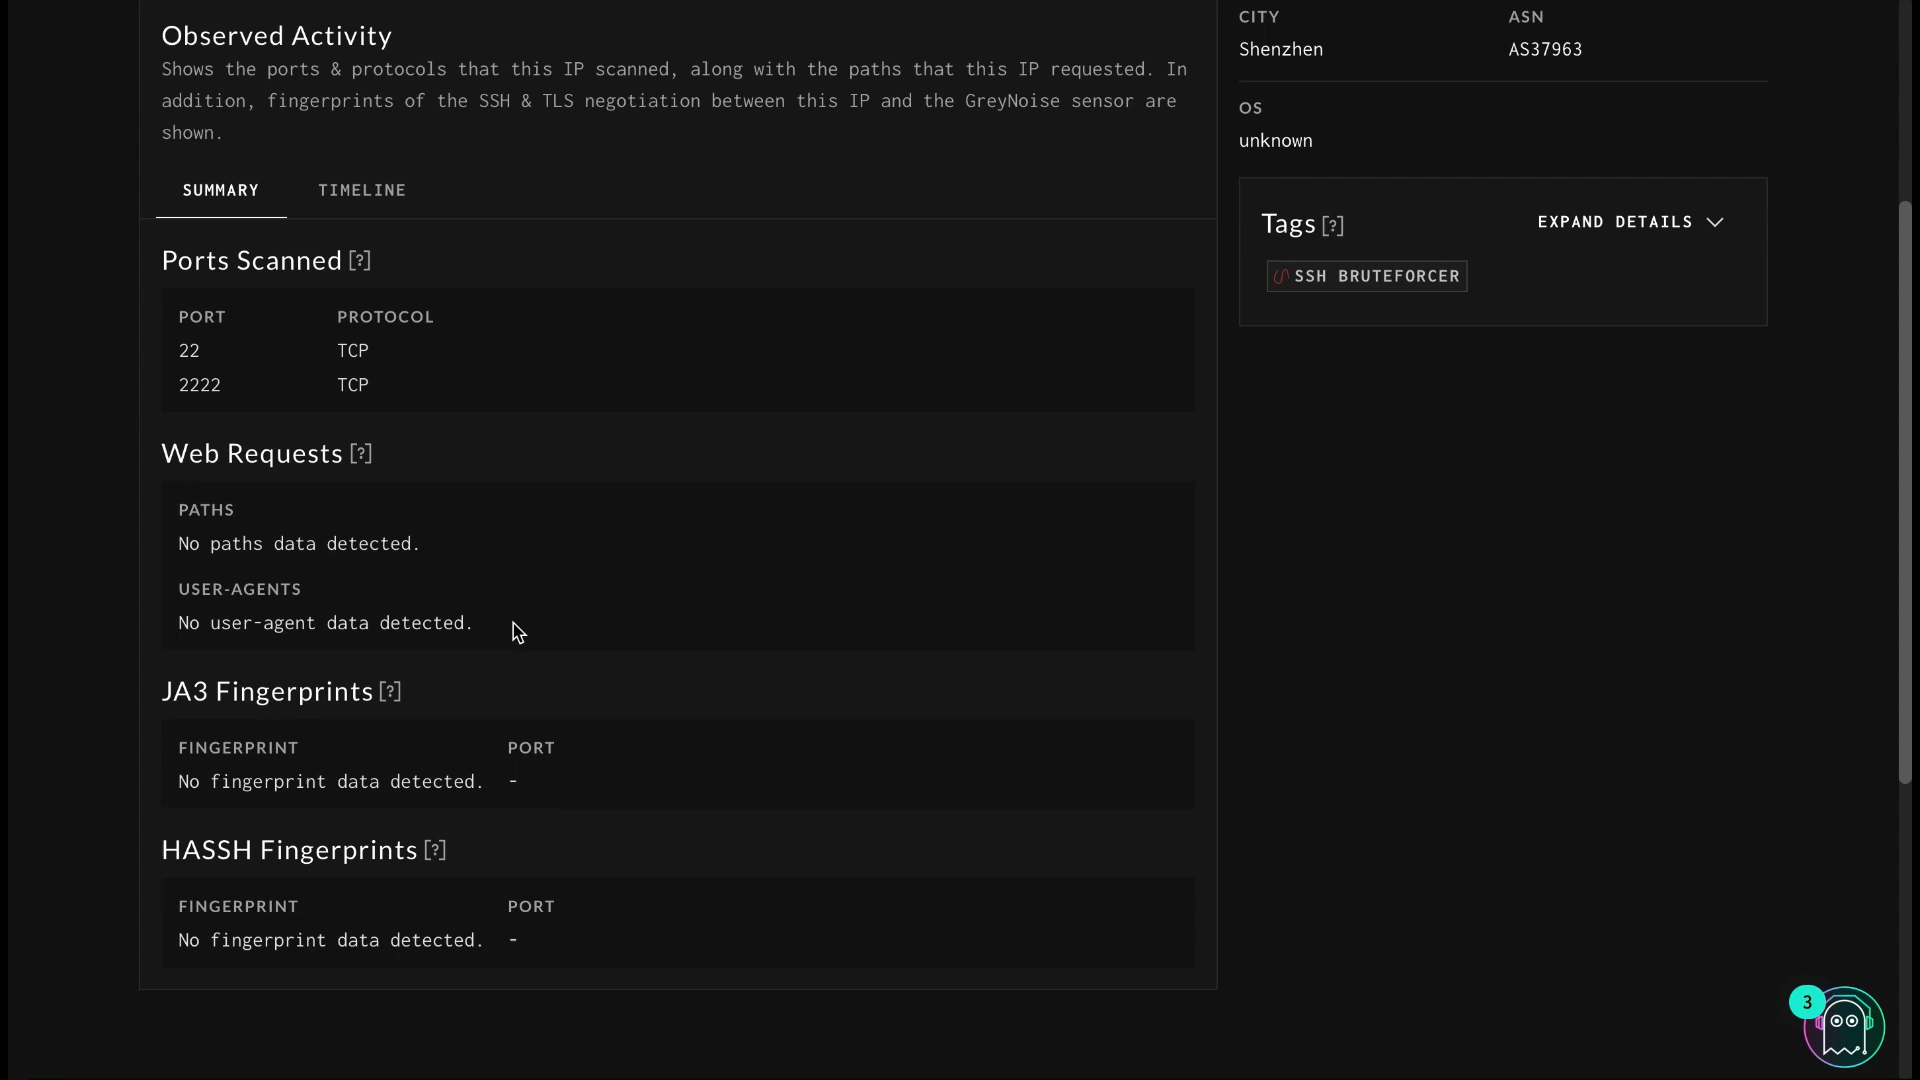 Observed Activity
Shows the ports & protocols that this IP scanned, along with the paths that this IP requested. In
addition, fingerprints of the SSH & TLS negotiation between this IP and the GreyNoise sensor are
shown.
SUMMARY TIMELINE
Ports Scanned [?]
PORT PROTOCOL
22 TCP
2222 TCP
Web Requests [?]
PATHS
No paths data detected.
USER-AGENTS
No user-agent data detected.
JA3 Fingerprints [?]
FINGERPRINT PORT
No fingerprint data detected. -
HASSH Fingerprints [?]
FINGERPRINT PORT
No fingerprint data detected. -
CITY ASN
Shenzhen AS37963
OS
unknown
Tags [?] EXPAND DETAILS
SSH BRUTEFORCER
3